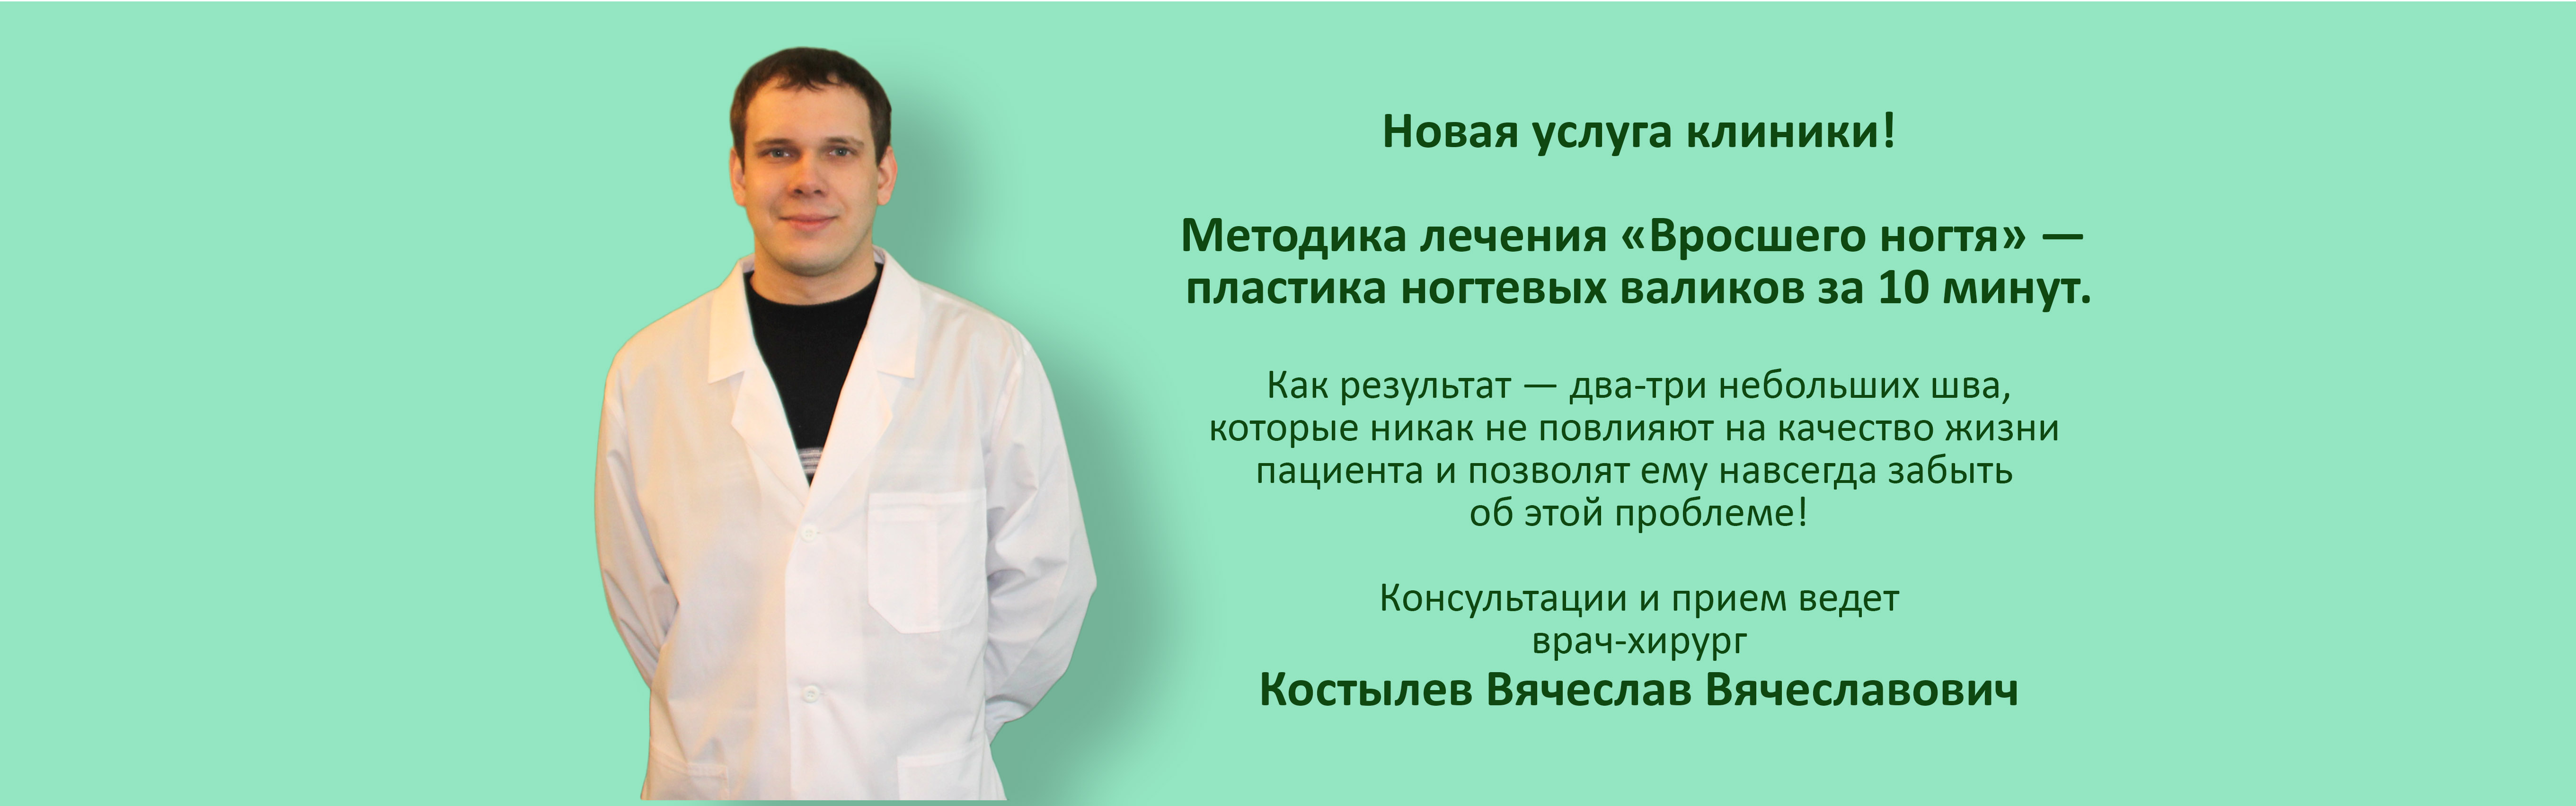 Новая услуга клиники!
Методика лечения «Вросшего ногтя» —
пластика ногтевых валиков за 10 минут.
Как результат — два-три небольших шва,
которые никак не повлияют на качество жизни
пациента и позволят ему навсегда забыть
об этой проблеме!
Консультации и прием ведет
врач-хирург
Костылев Вячеслав Вячеславович